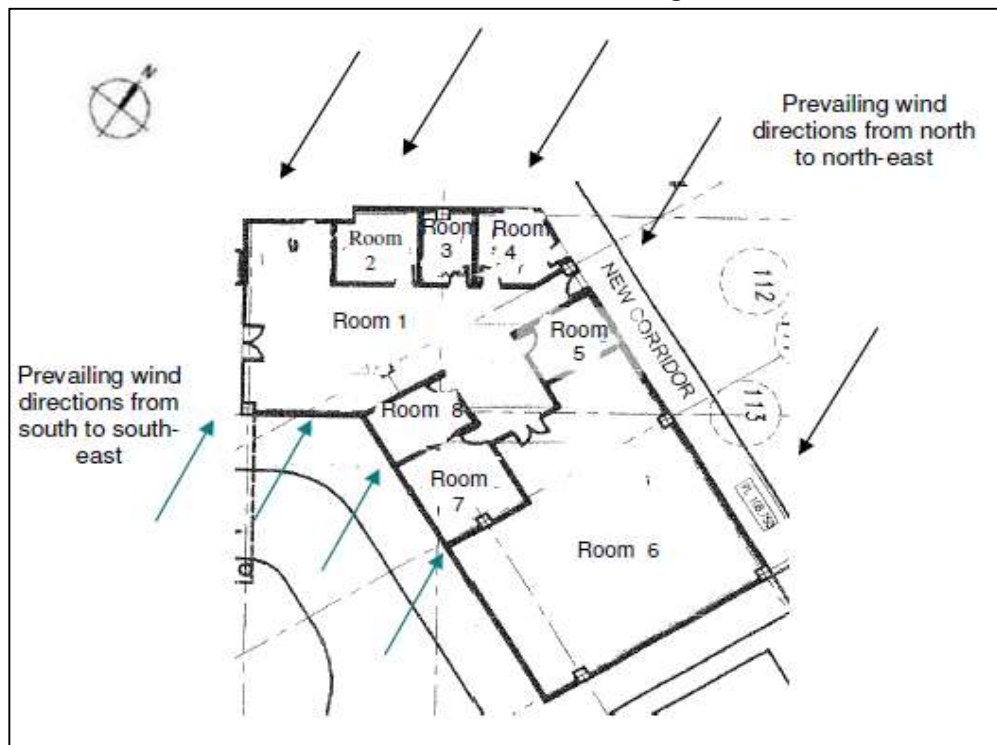 N
Prevailing wind
directions from north
to north-east
Room
2
Room
3
Room
4
Room 1
Room
5
NEW CORRIDOR
112
113
Prevailing wind
directions from
south to south-
east
Room 8
Room
7
Room 6